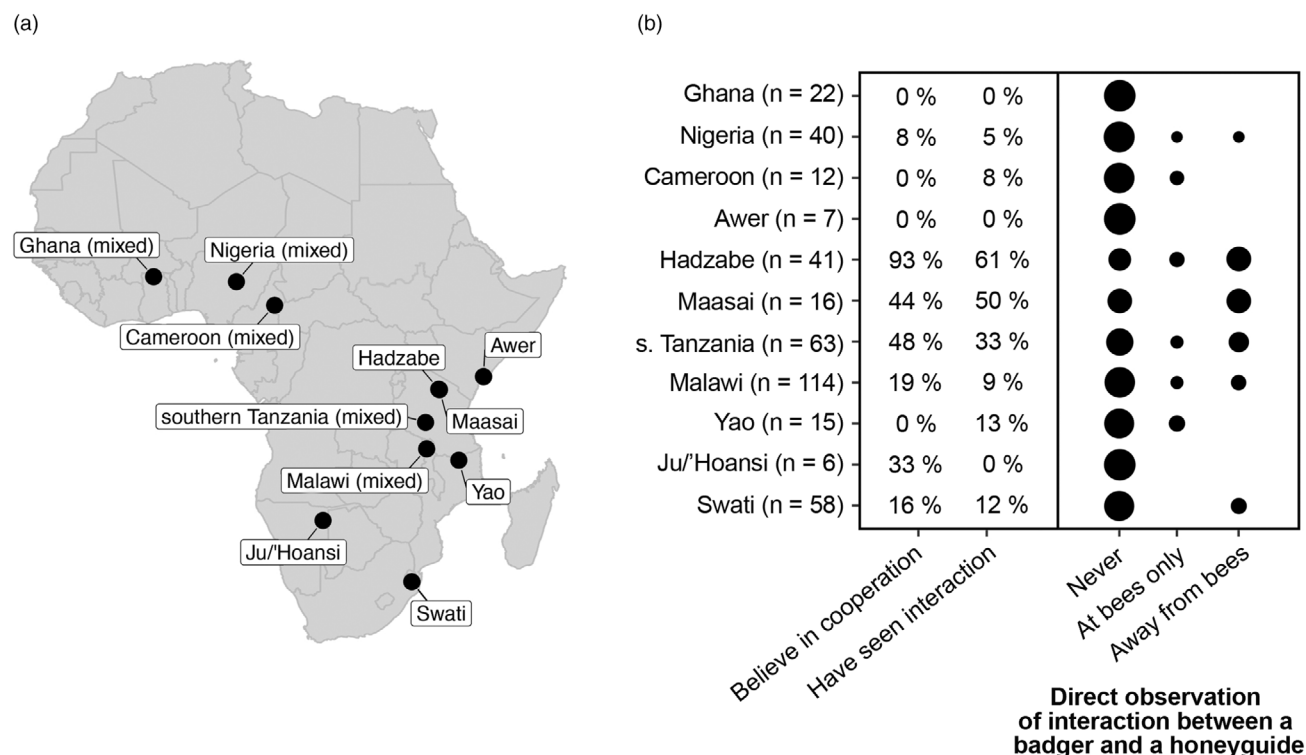 (a)
Ghana (mixed)
Nigeria (mixed)
Cameroon (mixed)
Awer
Hadzabe
southern Tanzania (mixed)
Maasai
Malawi (mixed)
Yao
Ju/'Hoansi
Swati
(b)
Ghana (n = 22) 0 % 0 %
Nigeria (n = 40) 8 % 5 %
Cameroon (n = 12) 0 % 8 %
Awer (n = 7) 0 % 0 %
Hadzabe (n = 41) 93 % 61 %
Maasai (n = 16) 44 % 50 %
s. Tanzania (n = 63) 48 % 33 %
Malawi (n = 114) 19 % 9 %
Yao (n = 15) 0 % 13 %
Ju/'Hoansi (n = 6) 33 % 0 %
Swati (n = 58) 16 % 12 %
Believe in cooperation
Have seen interaction
Never
At bees only
Away from bees
Direct observation
of interaction between a
badger and a honeyguide